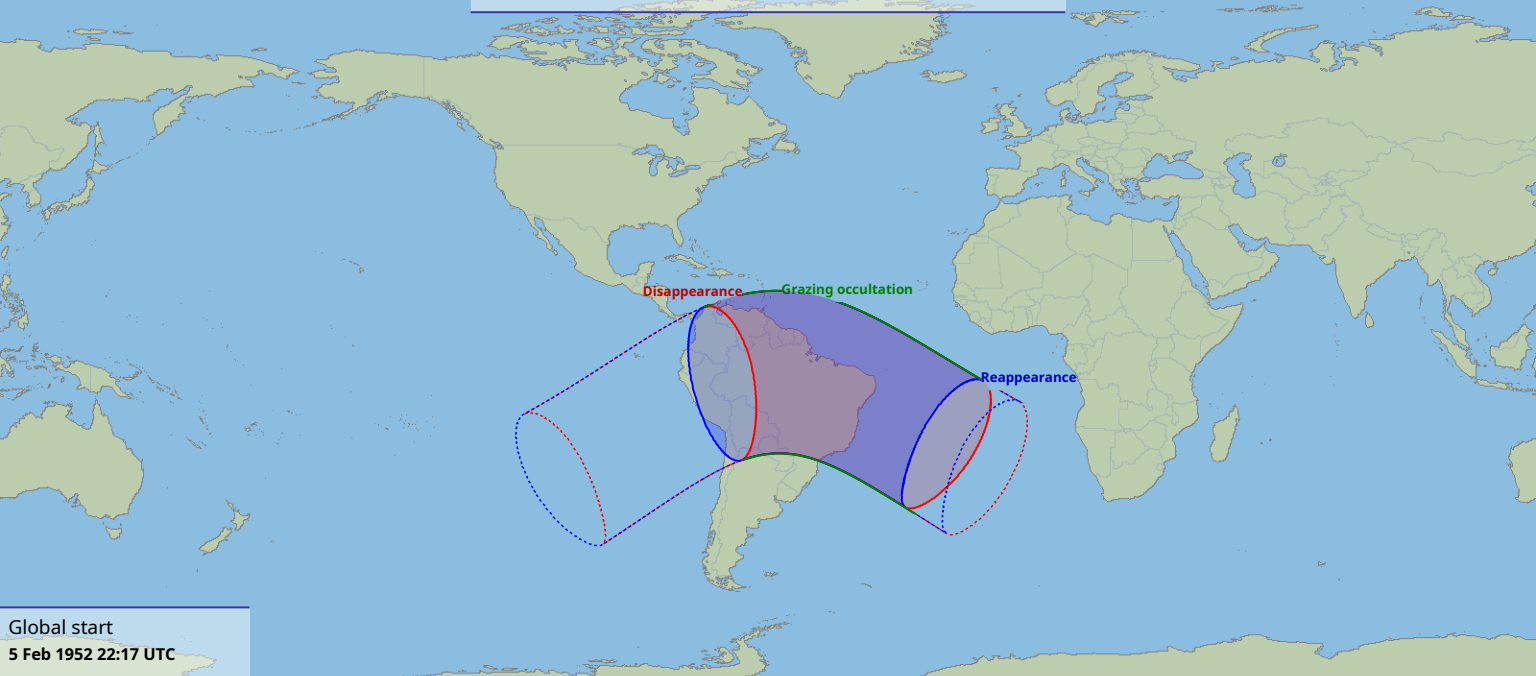 Disappearance
Grazing occultation
Reappearance
Global start
5 Feb 1952 22:17 UTC